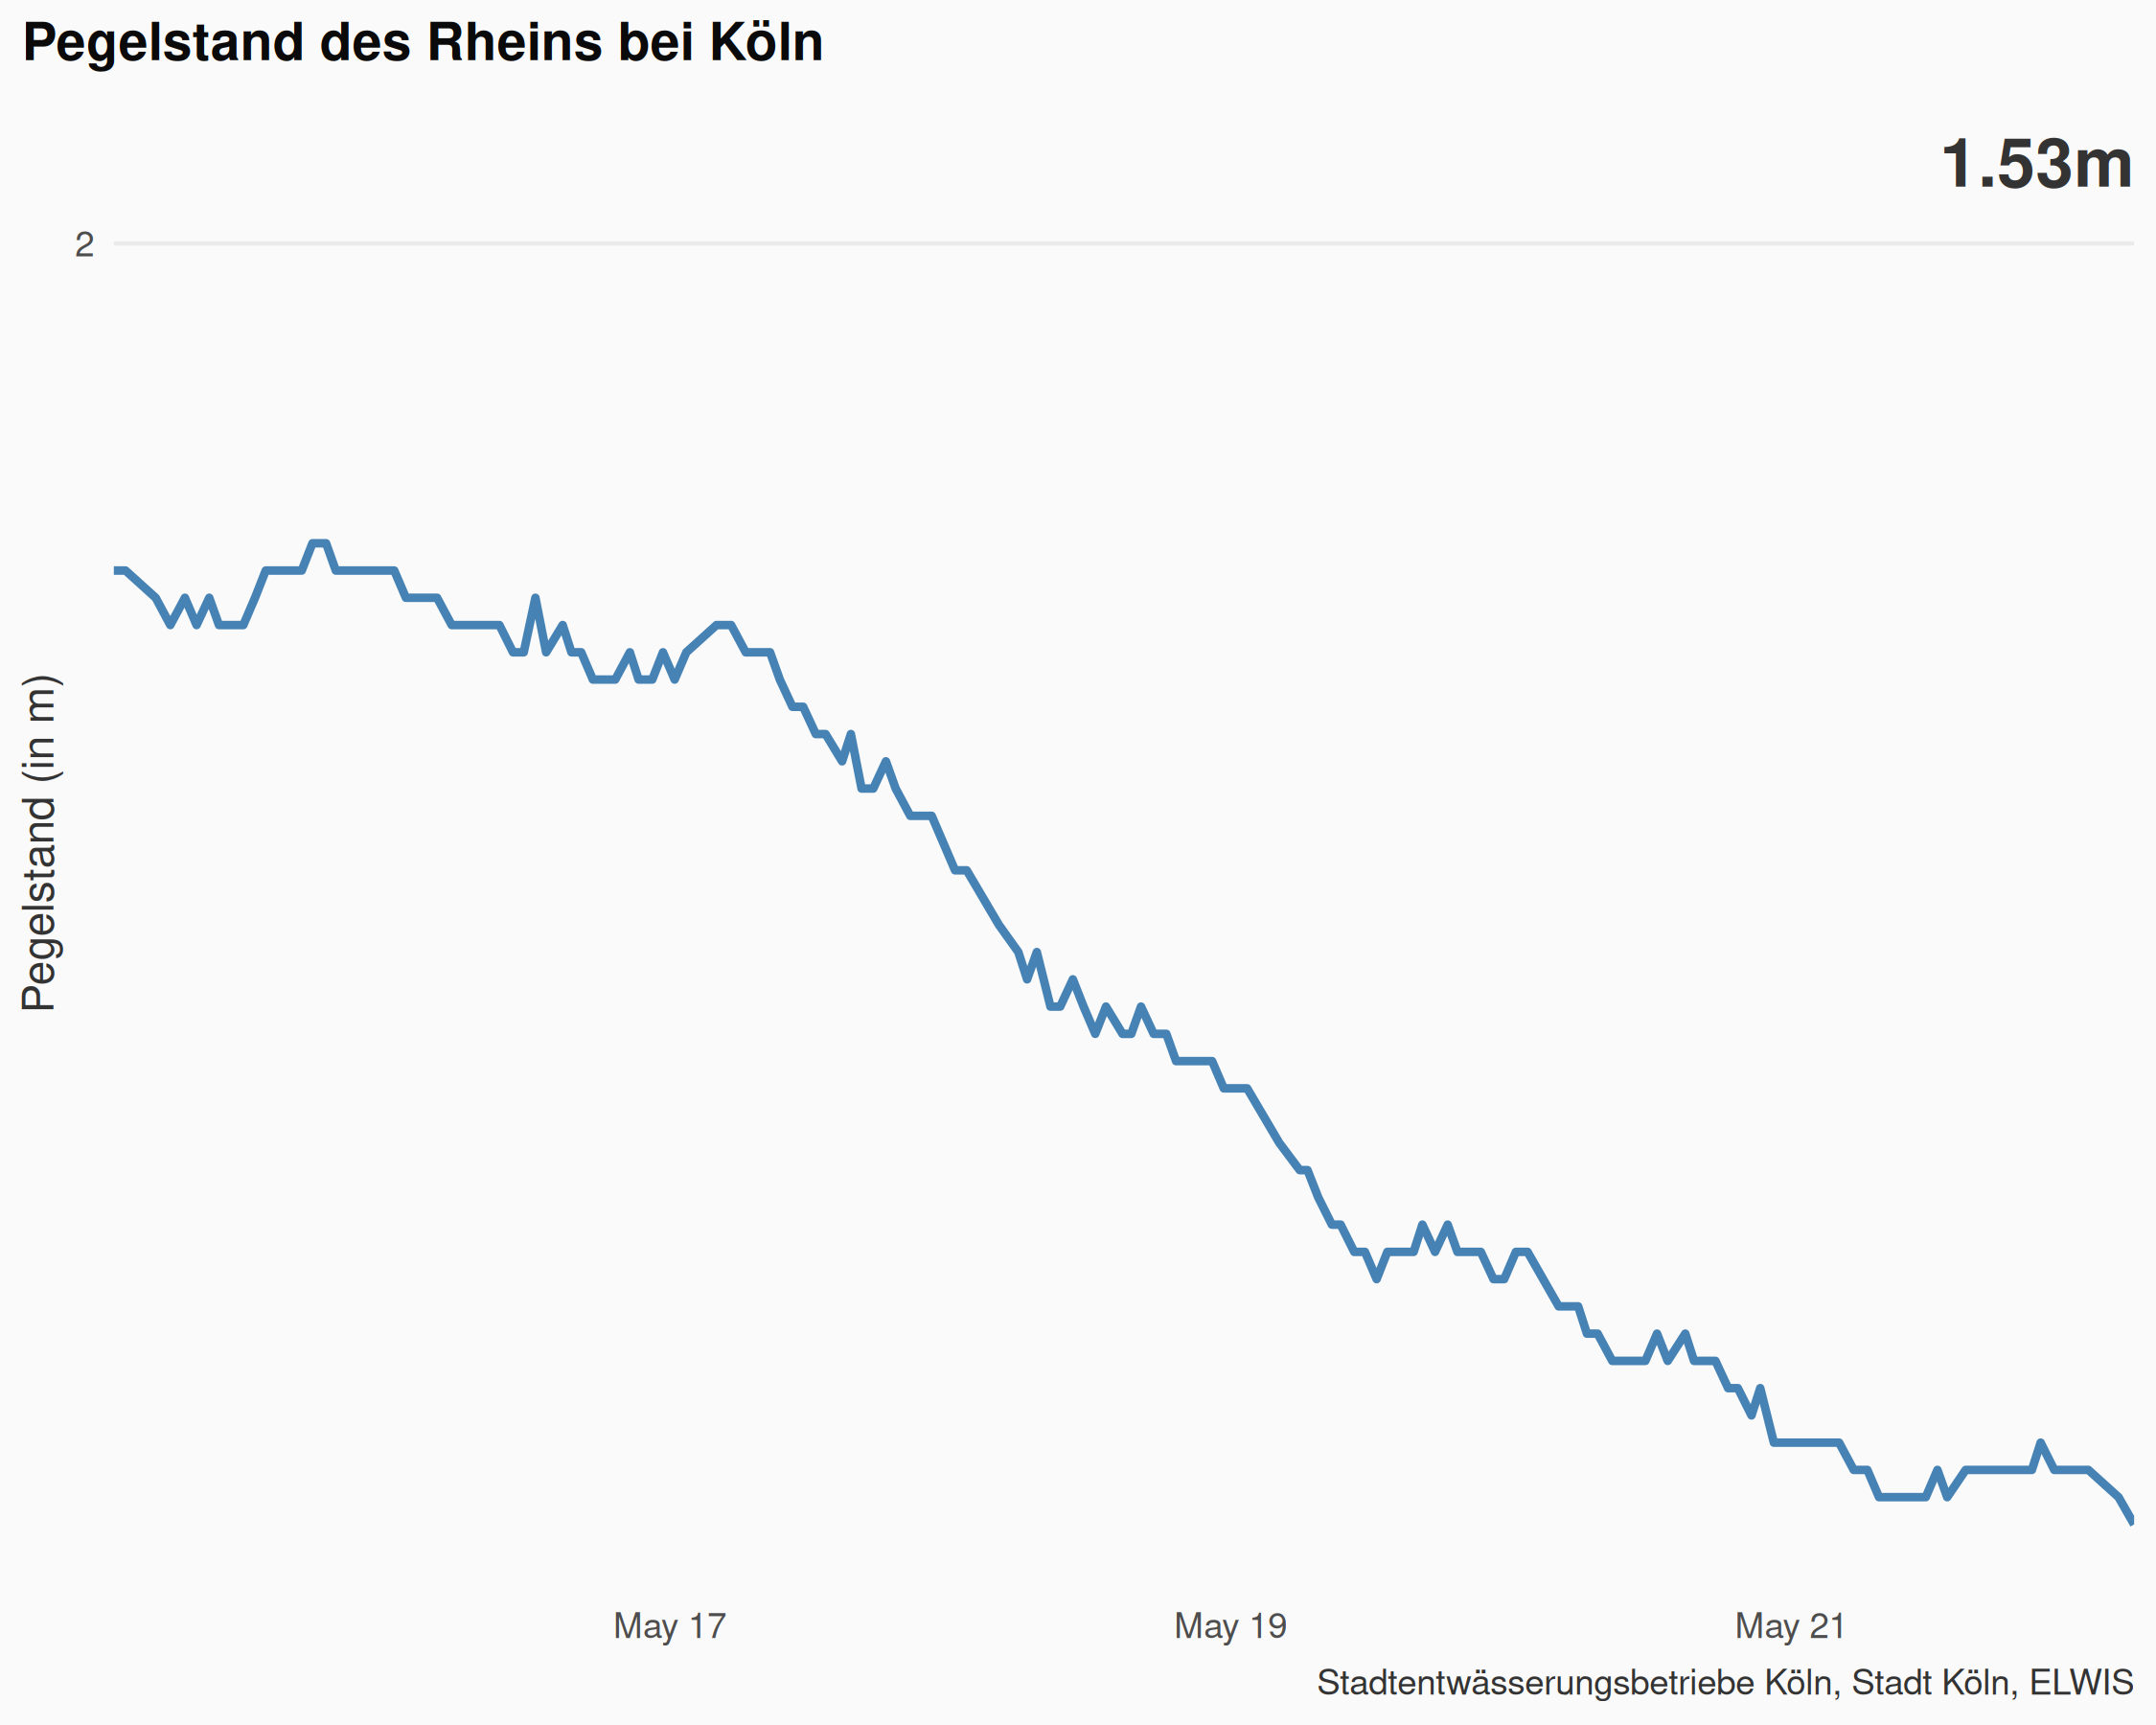 Pegelstand des Rheins bei Köln
1.53m
2
Pegelstand (in m)
May 17
May 19
May 21
Stadtentwässerungsbetriebe Köln, Stadt Köln, ELWIS